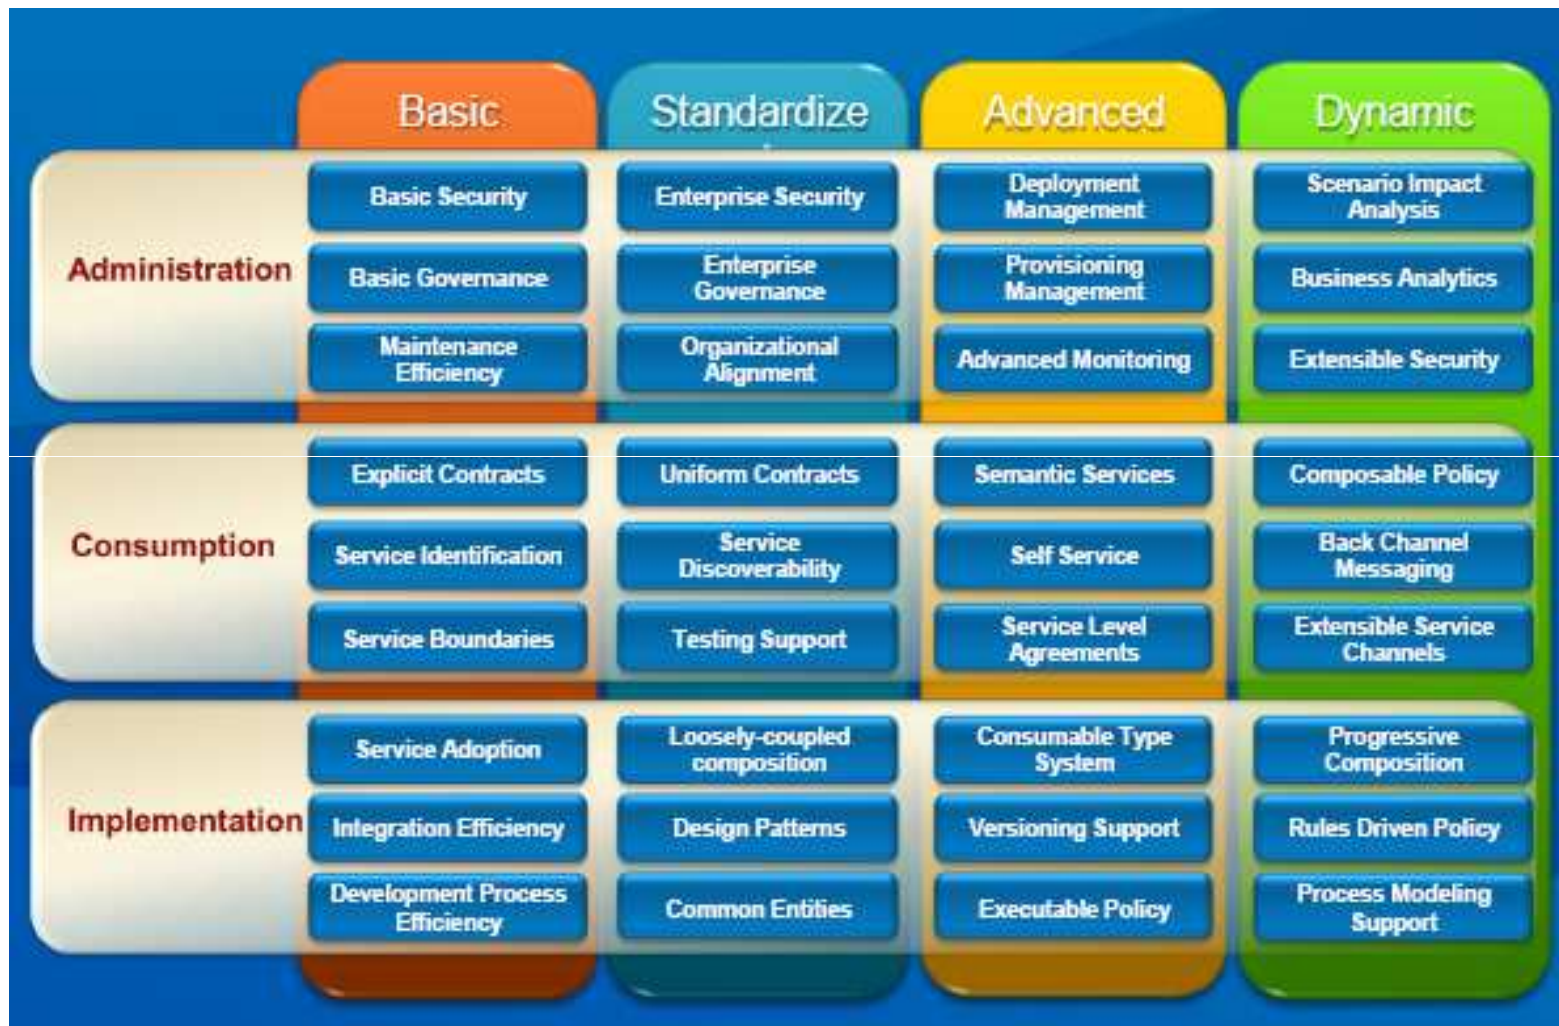 Basic
Standardize
Advanced
Dynamic
Administration
Basic Security
Enterprise Security
Deployment
Management
Scenario Impact
Analysis
Basic Governance
Enterprise
Governance
Provisioning
Management
Business Analytics
Maintenance
Efficiency
Organizational
Alignment
Advanced Monitoring
Extensible Security
Consumption
Explicit Contracts
Uniform Contracts
Semantic Services
Composable Policy
Service Identification
Service
Discoverability
Self Service
Back Channel
Messaging
Service Boundaries
Testing Support
Service Level
Agreements
Extensible Service
Channels
Implementation
Service Adoption
Loosely-coupled
composition
Consumable Type
System
Progressive
Composition
Integration Efficiency
Design Patterns
Versioning Support
Rules Driven Policy
Development Process
Efficiency
Common Entities
Executable Policy
Process Modeling
Support